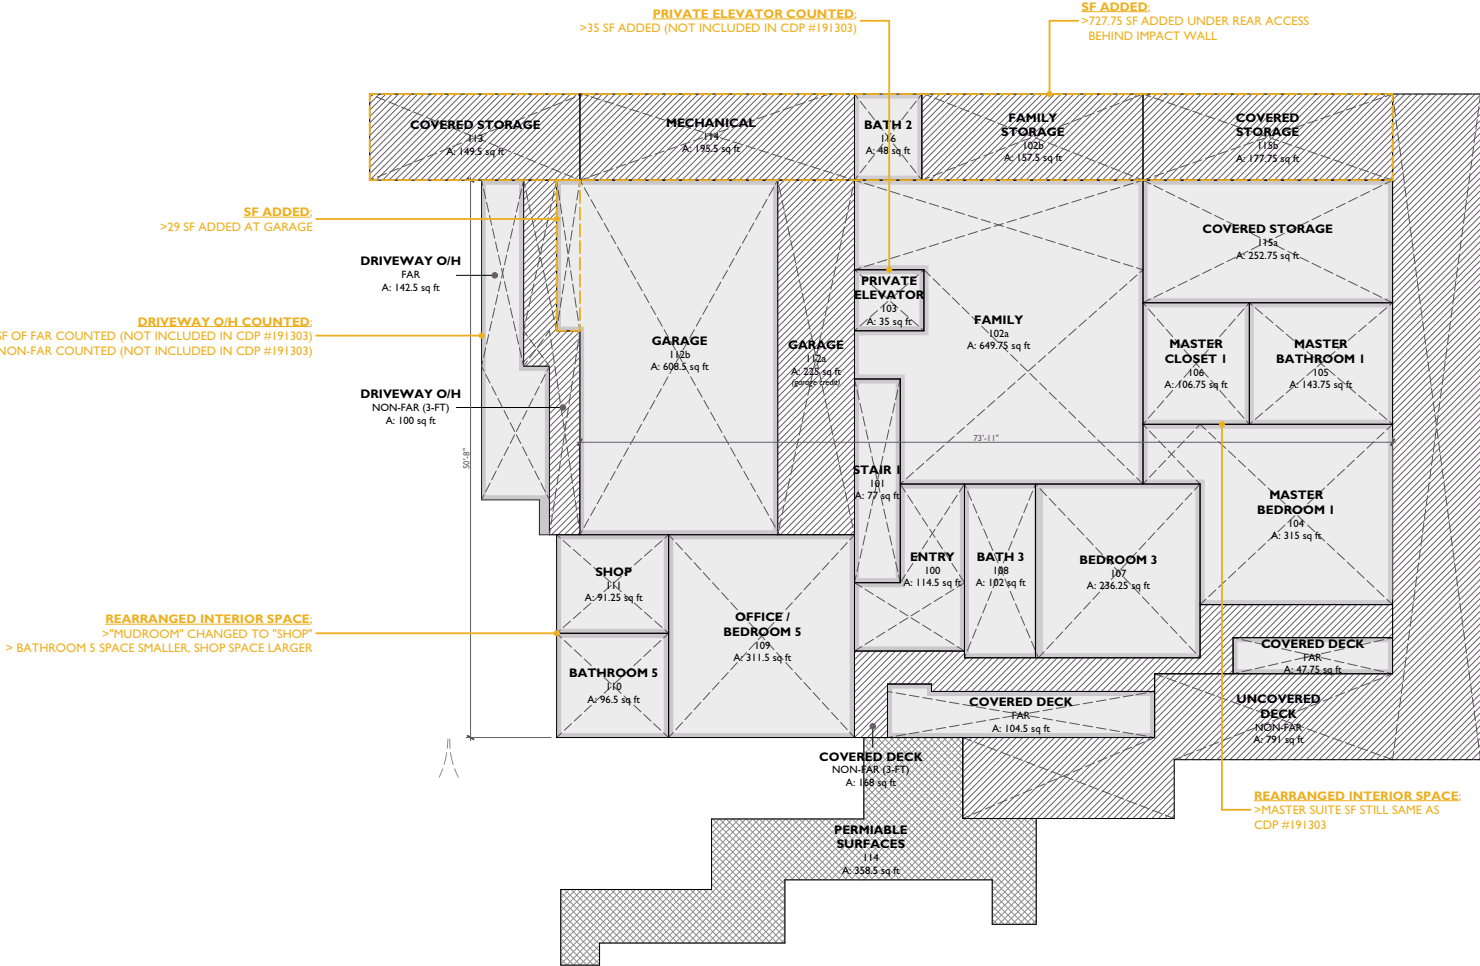 PRIVATE ELEVATOR COUNTED:
>35 SF ADDED (NOT INCLUDED IN CDP #191303)
SF ADDED:
>727.75 SF ADDED UNDER REAR ACCESS
BEHIND IMPACT WALL
COVERED STORAGE
113
A: 149.5 sq ft
MECHANICAL
114
A: 195.5 sq ft
BATH 2
116
A: 48 sq ft
FAMILY
STORAGE
102b
A: 157.5 sq ft
COVERED
STORAGE
115b
A: 177.75 sq ft
SF ADDED:
>29 SF ADDED AT GARAGE
DRIVEWAY O/H
FAR
A: 142.5 sq ft
COVERED STORAGE
115a
A: 252.75 sq ft
PRIVATE
ELEVATOR
103
A: 35 sq ft
DRIVEWAY O/H COUNTED:
SF OF FAR COUNTED (NOT INCLUDED IN CDP #191303)
NON-FAR COUNTED (NOT INCLUDED IN CDP #191303)
GARAGE
112b
A: 608.5 sq ft
GARAGE
112a
A: 225 sq ft
(garage credit)
FAMILY
102a
A: 649.75 sq ft
MASTER
CLOSET 1
106
A: 106.75 sq ft
MASTER
BATHROOM 1
105
A: 143.75 sq ft
DRIVEWAY O/H
NON-FAR (3-FT)
A: 100 sq ft
73'-11"
50'-8"
STAIR 1
101
A: 77 sq ft
MASTER
BEDROOM 1
104
A: 315 sq ft
SHOP
111
A: 91.25 sq ft
ENTRY
100
A: 114.5 sq ft
BATH 3
108
A: 102 sq ft
BEDROOM 3
107
A: 236.25 sq ft
REARRANGED INTERIOR SPACE:
>"MUDROOM" CHANGED TO "SHOP"
> BATHROOM 5 SPACE SMALLER, SHOP SPACE LARGER
OFFICE /
BEDROOM 5
109
A: 311.5 sq ft
BATHROOM 5
110
A: 96.5 sq ft
COVERED DECK
FAR
A: 47.75 sq ft
COVERED DECK
FAR
A: 104.5 sq ft
UNCOVERED
DECK
NON-FAR
A: 791 sq ft
COVERED DECK
NON-FAR (3-FT)
A: 168 sq ft
REARRANGED INTERIOR SPACE:
>MASTER SUITE SF STILL SAME AS
CDP #191303
PERMIABLE
SURFACES
114
A: 358.5 sq ft